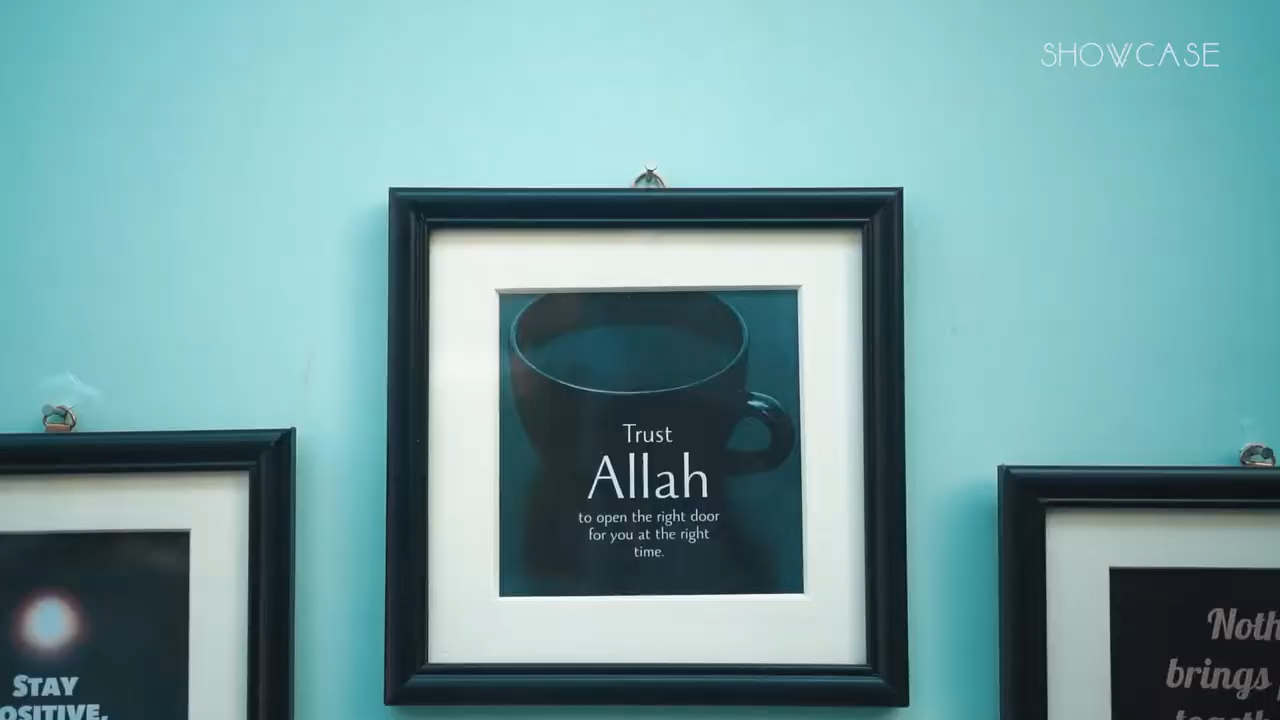 SHOWCASE
Trust
Allah
to open the right door
for you at the right
time.
STAY
OSITIVE,
Noth
brings